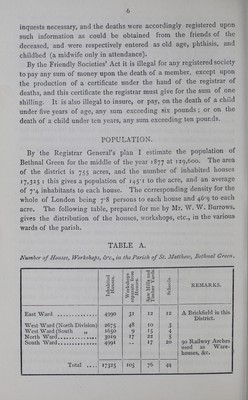 6
inquests necessary, and the deaths were accordingly registered upon
such information as could be obtained from the friends of the
deceased, and were respectively entered as old age, phthisis, and
childbed (a midwife only in attendance).
By the Friendly Societies' Act it is illegal for any registered society
to pay any sum of money upon the death of a member, except upon
the production of a certificate under the hand of the registrar of
deaths, and this certificate the registrar must give for the sum of one
shilling. It is also illegal to insure, or pay, on the death of a child
under five years of age, any sum exceeding six pounds; or on the
death of a child under ten years, any sum exceeding ten pounds.
POPULATION.
By the Registrar General's plan I estimate the population of
Bethnal Green for the middle of the year 1877 at 129,600. The area
of the district is 755 acres, and the number of inhabited houses
17,325: this gives a population of 145·1 to the acre, and an average
of 7·4 inhabitants to each house. The corresponding density for the
whole of London being 7·8 persons to each house and 46·9 to each
acre. The following table, prepared for me by Mr. W. W. Burrows,
gives the distribution of the houses, workshops, etc., in the various
wards of the parish.
TABLE A.
Number of Houses, Workshops, &c., in the Parish of St. Matthew, Bethnal Green.
Inhabited Houses. Workshops separate from Houses. Saw Mills and Schools. REMARKS.
East Ward 4990 31 12 12 A Brickfield in this District.
West Ward (North Division) 2675 48 10 3
West Ward (South „ 1650 9 15 4
North Ward 3019 17 22 5
South Ward 4991 .. 17 20 90 Railway Arches used as Warehouses, &c.
Total 17325 105 76 44